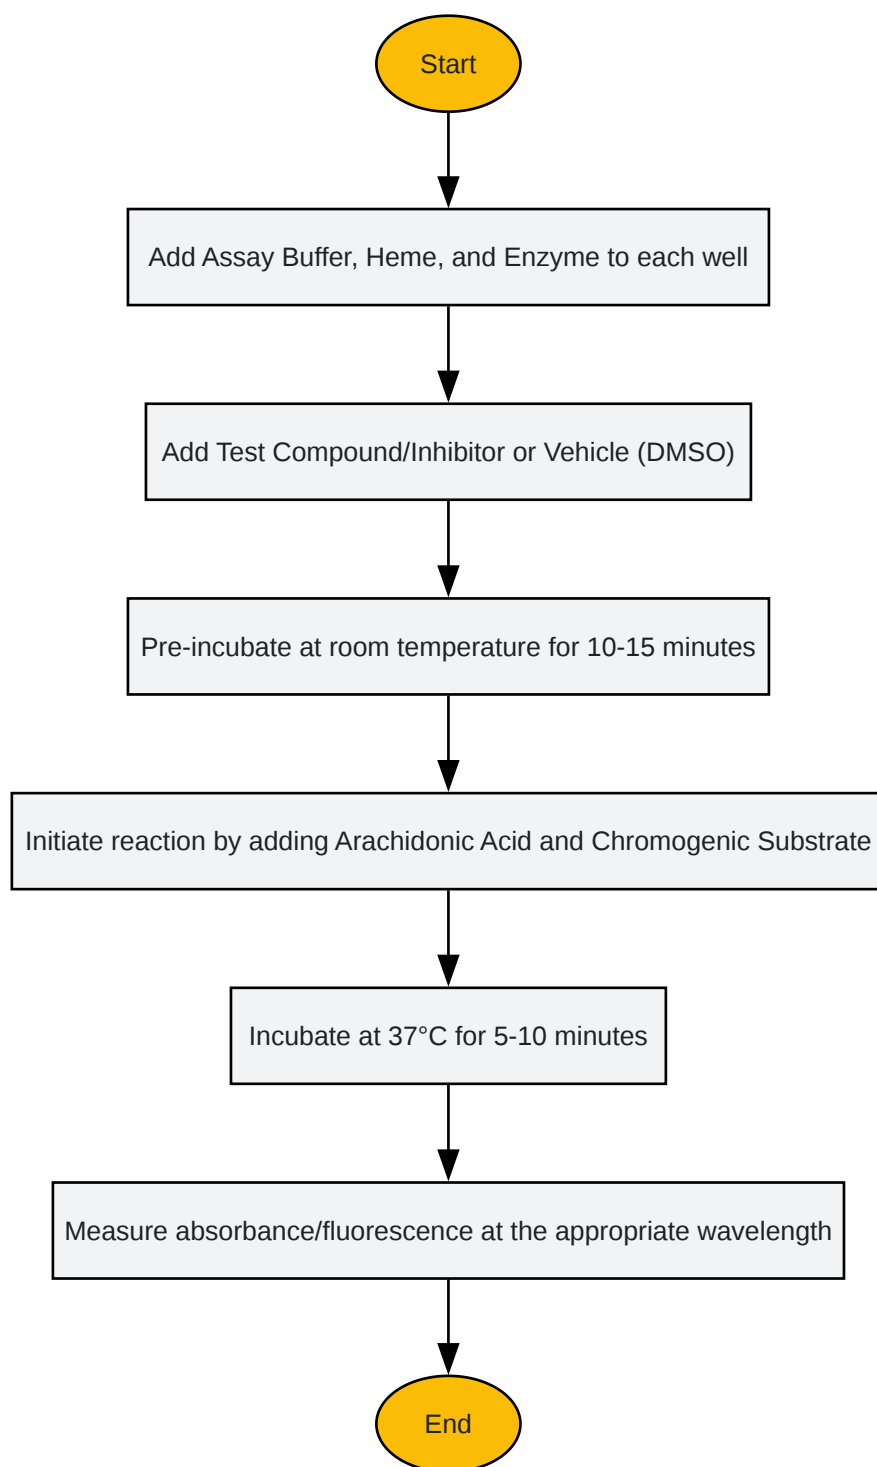 Start
Add Assay Buffer, Heme, and Enzyme to each well
Add Test Compound/Inhibitor or Vehicle (DMSO)
Pre-incubate at room temperature for 10-15 minutes
Initiate reaction by adding Arachidonic Acid and Chromogenic Substrate
Incubate at 37°C for 5-10 minutes
Measure absorbance/fluorescence at the appropriate wavelength
End